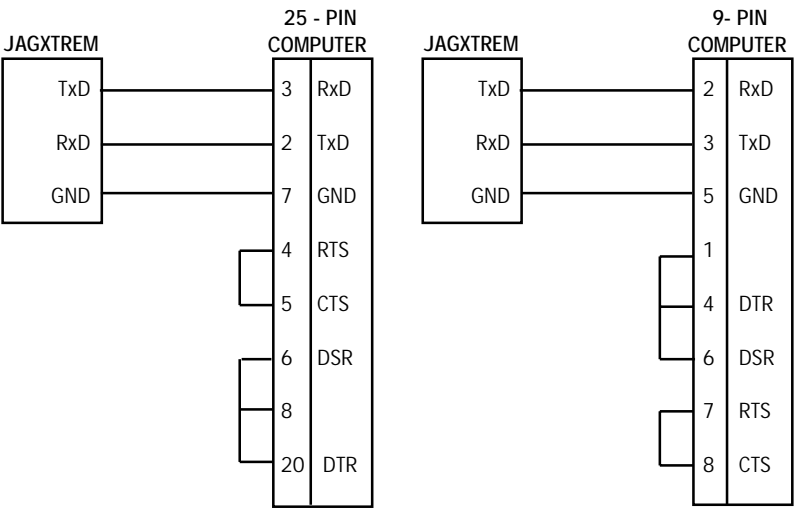 25 - PIN
JAGXTREM COMPUTER
TxD 3 RxD
RxD 2 TxD
GND 7 GND
4 RTS
5 CTS
6 DSR
8
20 DTR
9- PIN
JAGXTREM COMPUTER
TxD 2 RxD
RxD 3 TxD
GND 5 GND
1
4 DTR
6 DSR
7 RTS
8 CTS